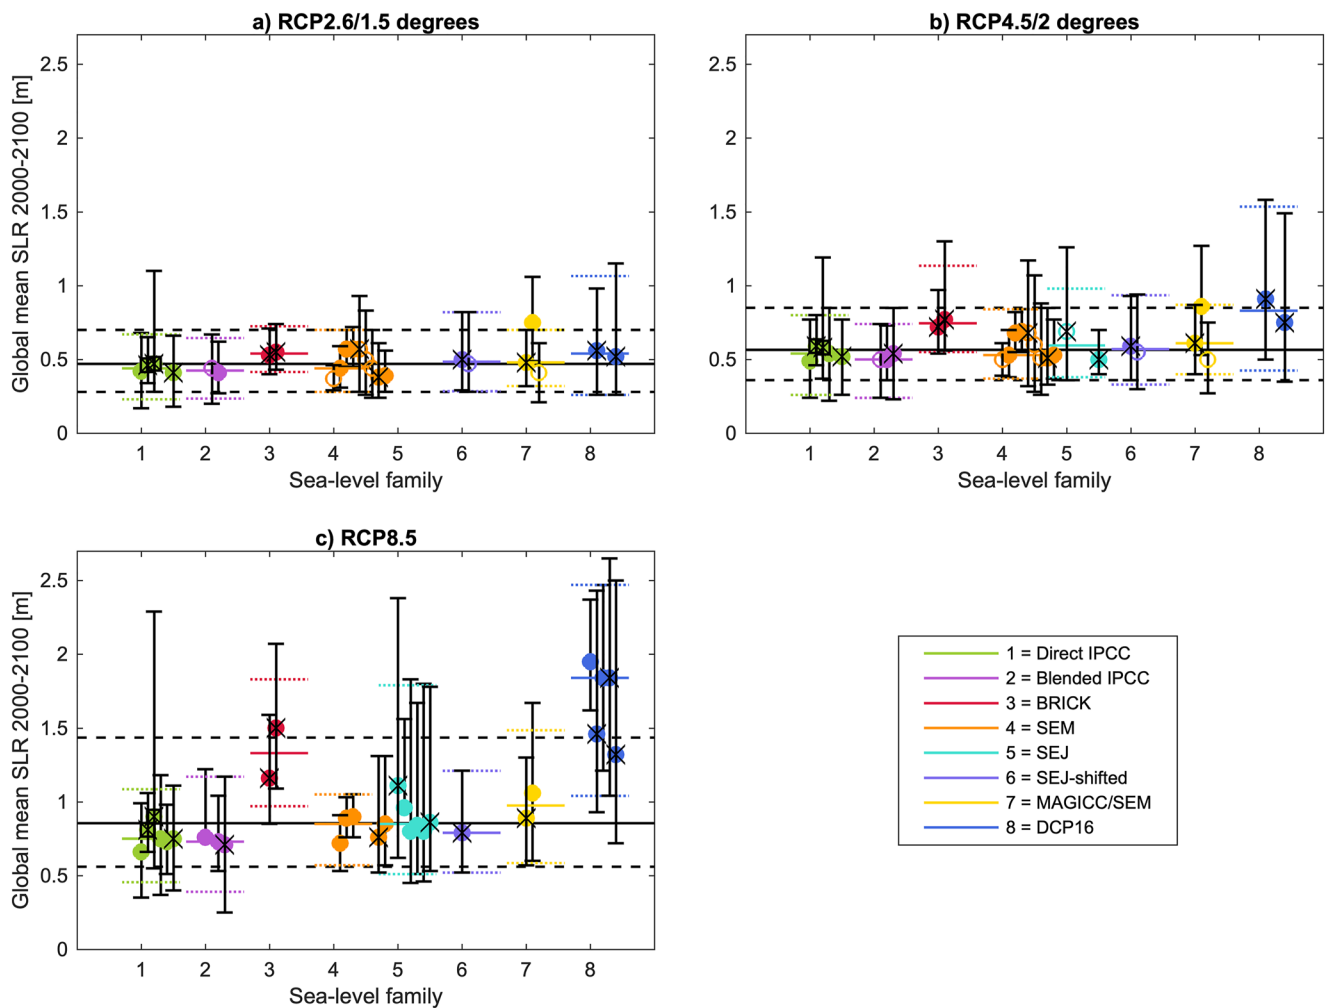 a) RCP2.6/1.5 degrees
Global mean SLR 2000-2100 [m]
2.5
2
1.5
1
0.5
0
1 2 3 4 5 6 7 8
Sea-level family
b) RCP4.5/2 degrees
Global mean SLR 2000-2100 [m]
2.5
2
1.5
1
0.5
0
1 2 3 4 5 6 7 8
Sea-level family
c) RCP8.5
Global mean SLR 2000-2100 [m]
2.5
2
1.5
1
0.5
0
1 2 3 4 5 6 7 8
Sea-level family
1 = Direct IPCC
2 = Blended IPCC
3 = BRICK
4 = SEM
5 = SEJ
6 = SEJ-shifted
7 = MAGICC/SEM
8 = DCP16